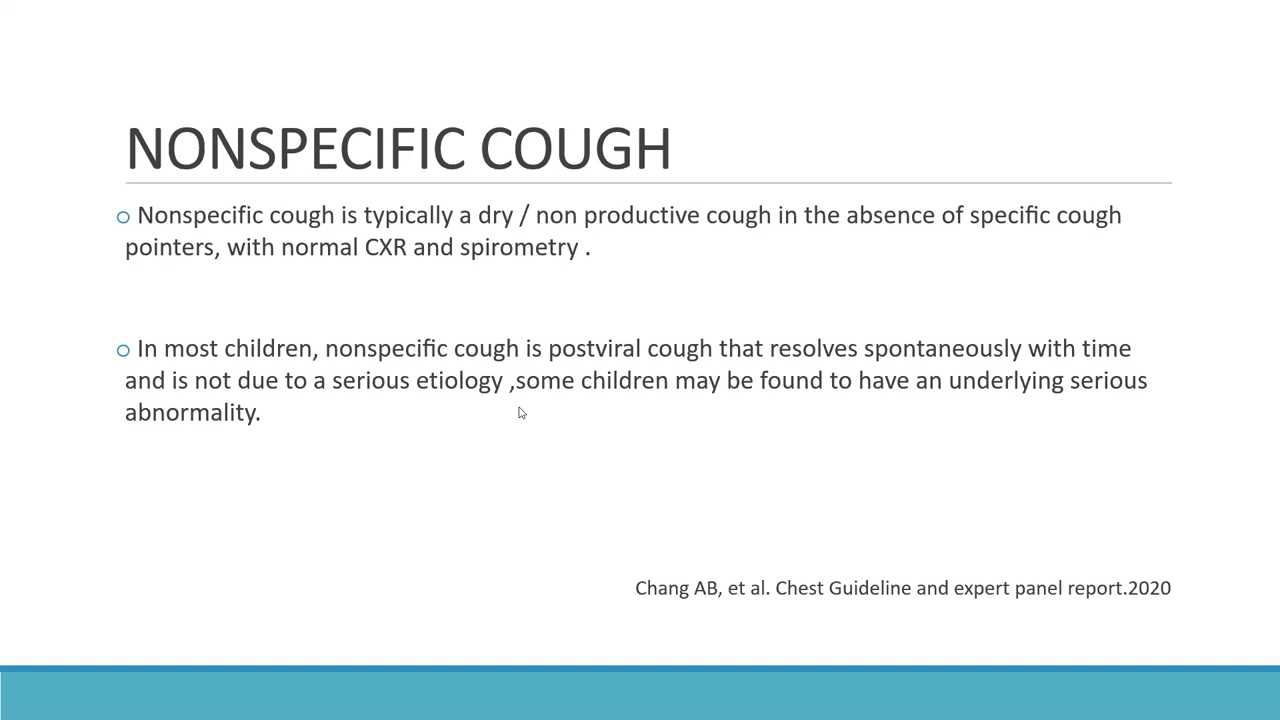 NONSPECIFIC COUGH
o Nonspecific cough is typically a dry / non productive cough in the absence of specific cough
pointers, with normal CXR and spirometry .
o In most children, nonspecific cough is postviral cough that resolves spontaneously with time
and is not due to a serious etiology ,some children may be found to have an underlying serious
abnormality.
Chang AB, et al. Chest Guideline and expert panel report.2020